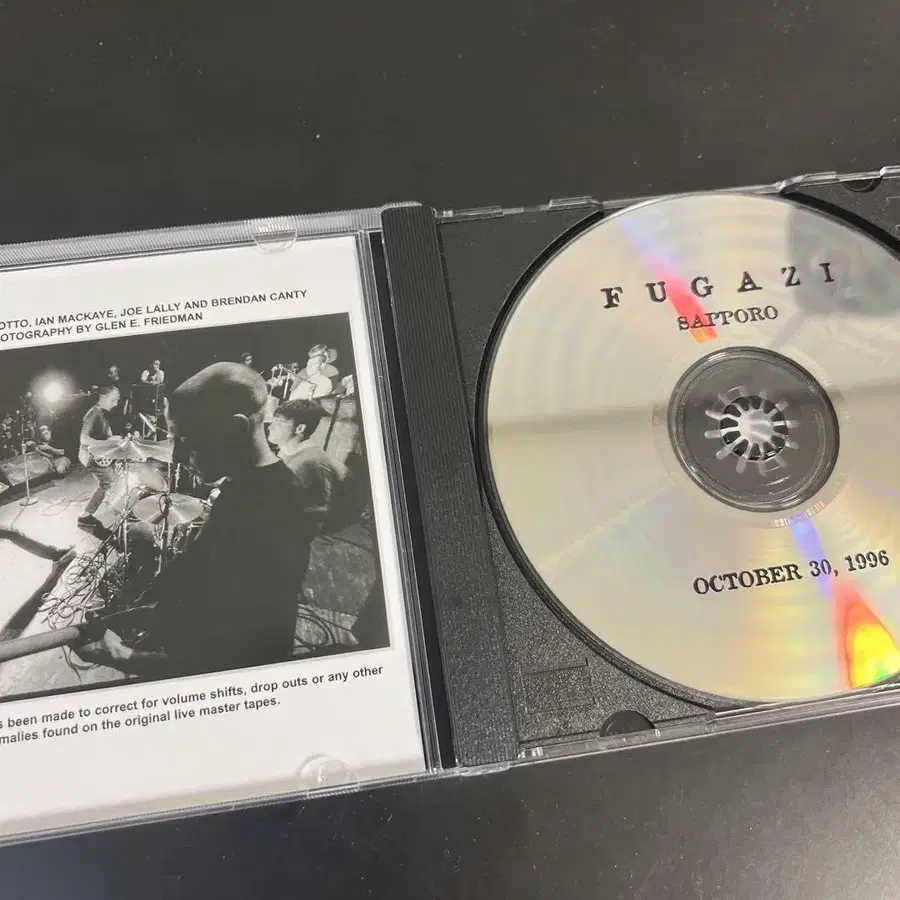 OTTO, IAN MACKAYE, JOE LALLY AND BRENDAN CANTY
OTOGRAPHY BY GLEN E. FRIEDMAN
s been made to correct for volume shifts, drop outs or any other
malies found on the original live master tapes.
FUGAZI
SAPPORO
OCTOBER 30, 1996